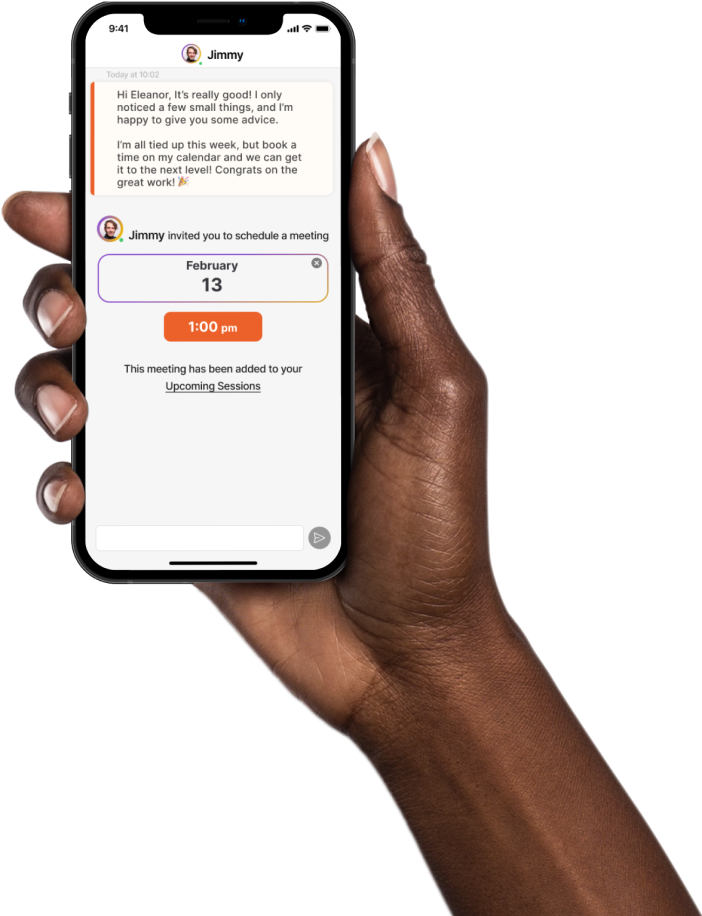 9:41
Jimmy
Today at 10:02
Hi Eleanor, It's really good! I only
noticed a few small things, and I'm
happy to give you some advice.
I'm all tied up this week, but book a
time on my calendar and we can get
it to the next level! Congrats on the
great work! 🎉
Jimmy invited you to schedule a meeting
February
13
1:00 pm
This meeting has been added to your
Upcoming Sessions